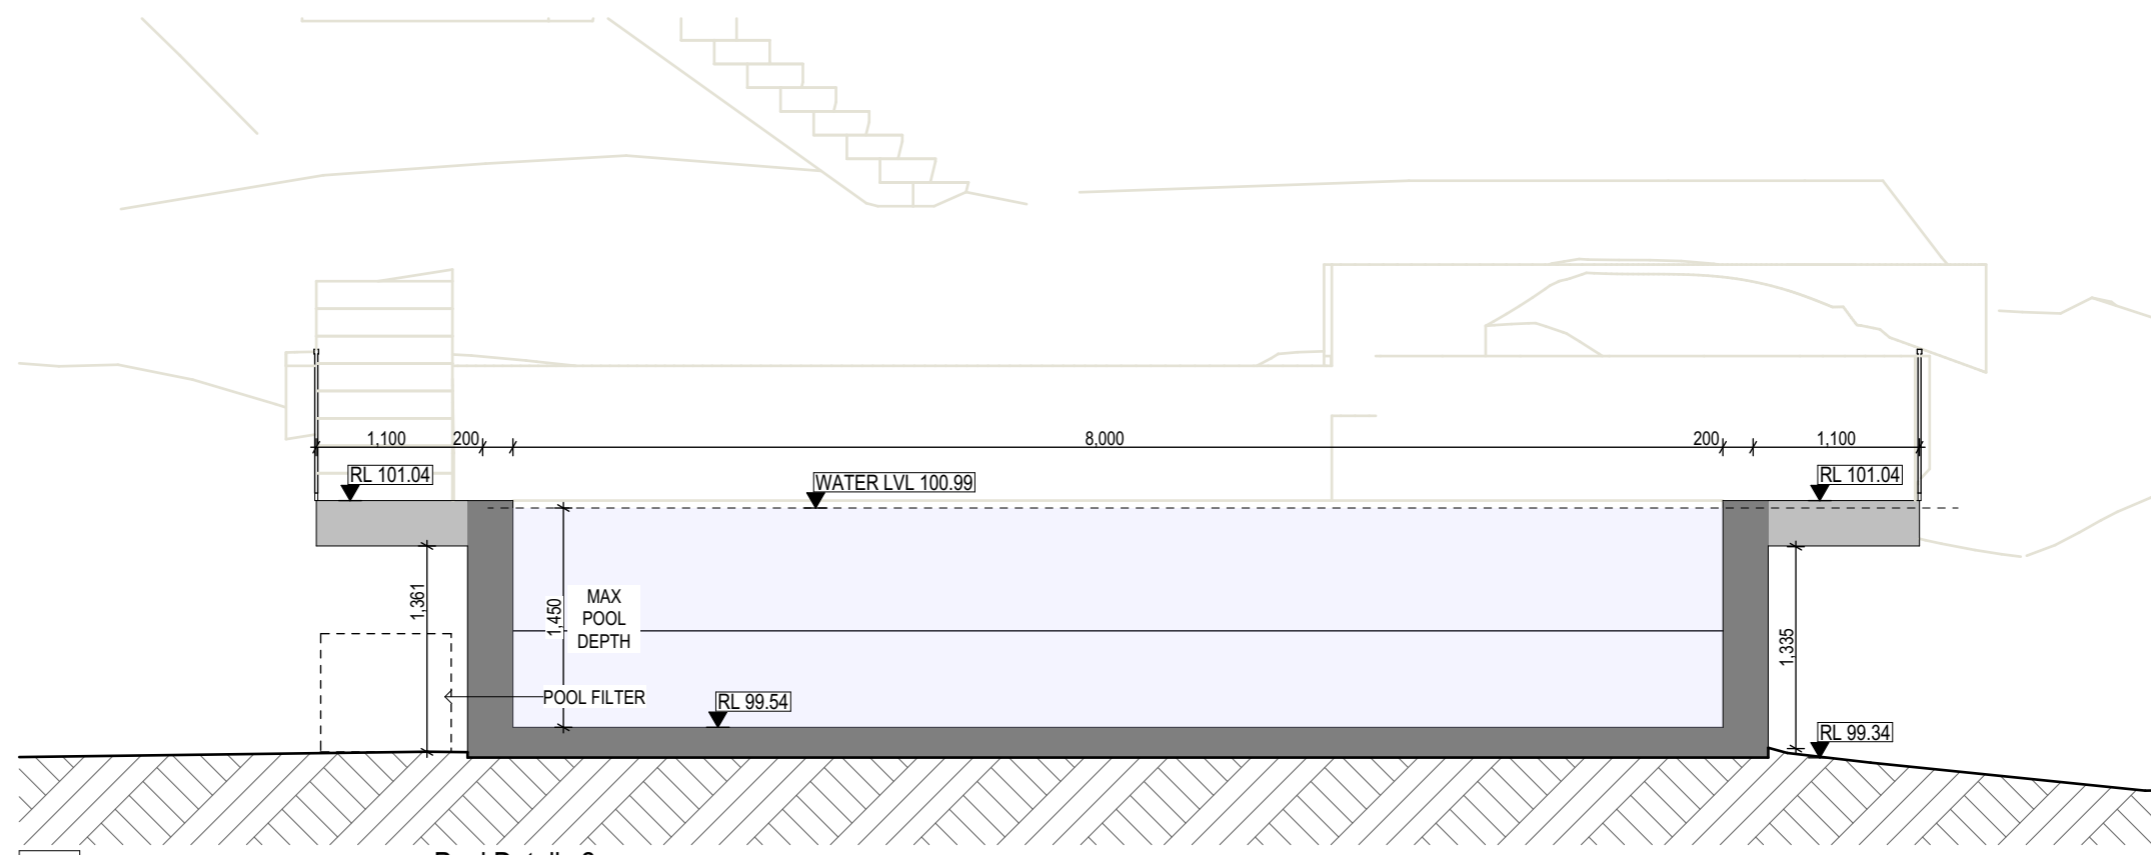 1,100
200
8,000
200
1,100
RL 101.04
WATER LVL 100.99
RL 101.04
1,361
1,450
MAX
POOL
DEPTH
1,335
POOL FILTER
RL 99.54
RL 99.34